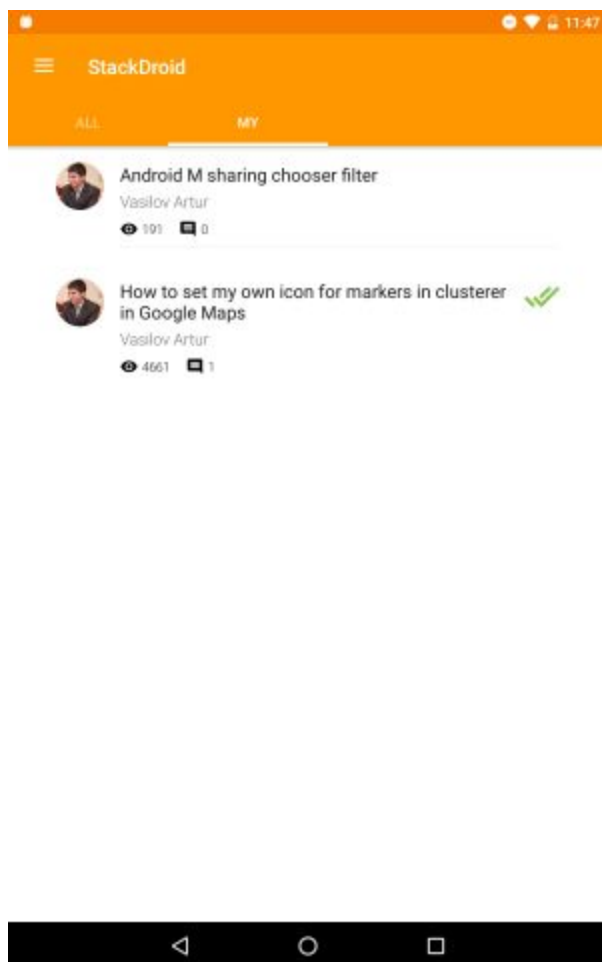 11:47
StackDroid
ALL MY
Android M sharing chooser filter
Vasilov Artur
191 0
How to set my own icon for markers in clusterer
in Google Maps
Vasilov Artur
4661 1